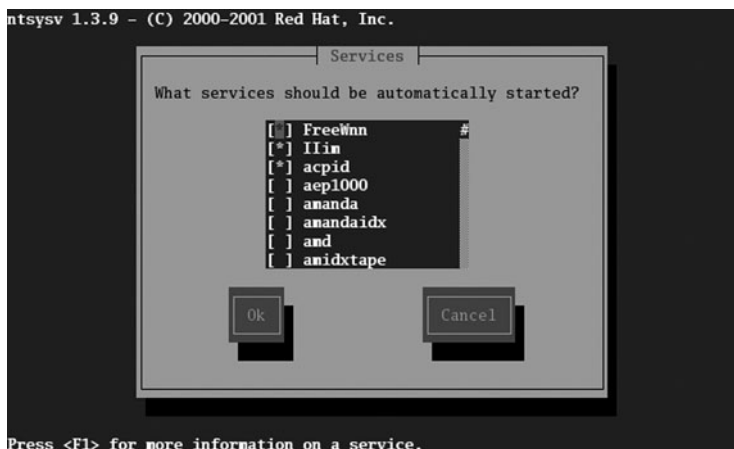 ntsysv 1.3.9 - (C) 2000-2001 Red Hat, Inc.
Services
What services should be automatically started?
[*] FreeWnn #
[*] IIim
[*] acpid
[ ] aep1000
[ ] amanda
[ ] amandaidx
[ ] amd
[ ] amidxtape
Ok Cancel
Press <F1> for more information on a service.